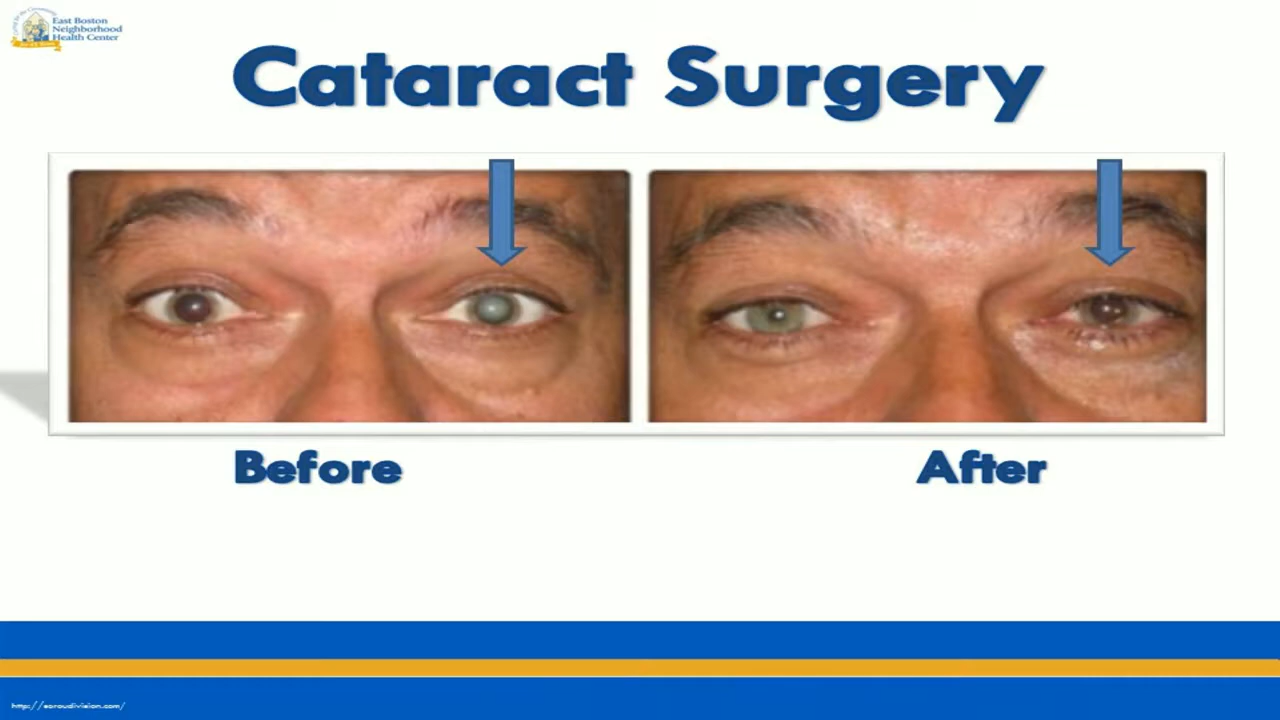 East Boston
Neighborhood
Health Center
Cataract Surgery
Before
After